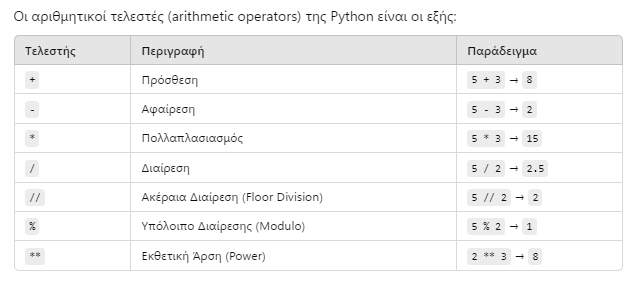 Οι αριθμητικοί τελεστές (arithmetic operators) της Python είναι οι εξής:
Τελεστής Περιγραφή Παράδειγμα
+ Πρόσθεση 5 + 3 → 8
- Αφαίρεση 5 - 3 → 2
* Πολλαπλασιασμός 5 * 3 → 15
/ Διαίρεση 5 / 2 → 2.5
// Ακέραια Διαίρεση (Floor Division) 5 // 2 → 2
% Υπόλοιπο Διαίρεσης (Modulo) 5 % 2 → 1
** Εκθετική Άρση (Power) 2 ** 3 → 8